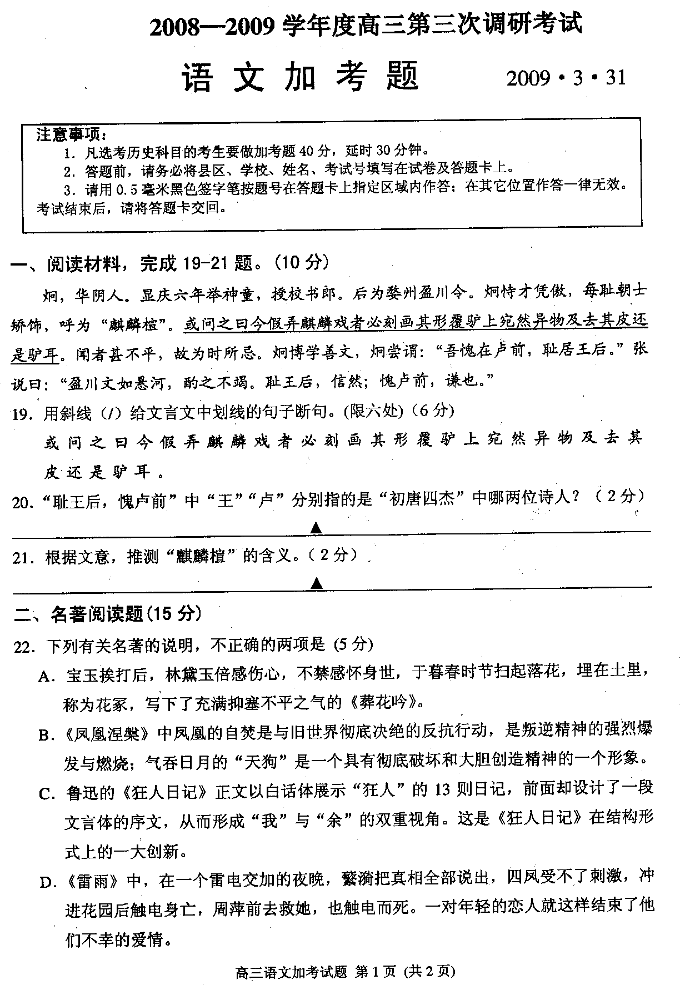 2008—2009 学年度高三第三次调研考试
语 文 加 考 题 2009·3·31
注意事项：
1. 凡选考历史科目的考生要做加考题 40 分，延时 30 分钟。
2. 答题前，请务必将县区、学校、姓名、考试号填写在试卷及答题卡上。
3. 请用 0.5 毫米黑色签字笔按题号在答题卡上指定区域内作答；在其它位置作答一律无效。
考试结束后，请将答题卡交回。
一、阅读材料，完成 19-21 题。(10 分)
炯，华阴人。显庆六年举神童，授校书郎。后为婺州盈川令。炯恃才凭傲，每耻朝士
矫饰，呼为“麒麟楦”。或问之曰今假弄麒麟戏者必刻画其形覆驴上宛然异物及去其皮还
是驴耳。闻者甚不平，故为时所忌。炯博学善文，炯尝谓：“吾愧在卢前，耻居王后。”张
说曰：“盈川文如悬河，酌之不竭。耻王后，信然；愧卢前，谦也。”
19．用斜线（/）给文言文中划线的句子断句。(限六处)（6 分)
或 问 之 曰 今 假 弄 麒 麟 戏 者 必 刻 画 其 形 覆 驴 上 宛 然 异 物 及 去 其
皮 还 是 驴 耳 。
20．“耻王后，愧卢前”中“王”“卢”分别指的是“初唐四杰”中哪两位诗人？（ 2 分）
▲
21．根据文意，推测“麒麟楦”的含义。（ 2 分）
▲
二、名著阅读题(15 分)
22．下列有关名著的说明，不正确的两项是 (5 分)
A．宝玉挨打后，林黛玉倍感伤心，不禁感怀身世，于暮春时节扫起落花，埋在土里，
称为花冢，写下了充满抑塞不平之气的《葬花吟》。
B．《凤凰涅槃》中凤凰的自焚是与旧世界彻底决绝的反抗行动，是叛逆精神的强烈爆
发与燃烧；气吞日月的“天狗”是一个具有彻底破坏和大胆创造精神的一个形象。
C．鲁迅的《狂人日记》正文以白话体展示“狂人”的 13 则日记，前面却设计了一段
文言体的序文，从而形成“我”与“余”的双重视角。这是《狂人日记》在结构形
式上的一大创新。
D．《雷雨》中，在一个雷电交加的夜晚，蘩漪把真相全部说出，四凤受不了刺激，冲
进花园后触电身亡，周萍前去救她，也触电而死。一对年轻的恋人就这样结束了他
们不幸的爱情。
高三语文加考试题 第 1 页 (共 2 页)